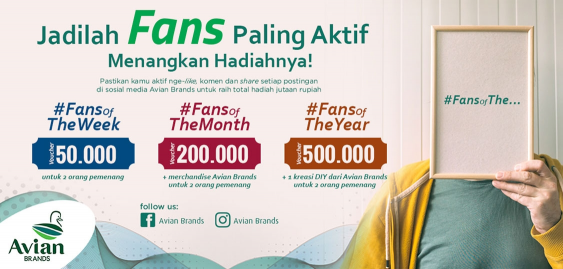 Jadilah Fans Paling Aktif
Menangkan Hadiahnya!
Pastikan kamu aktif nge-like, komen dan share setiap postingan
di sosial media Avian Brands untuk raih total hadiah jutaan rupiah
#FansOf
TheWeek
Voucher 50.000
untuk 2 orang pemenang
#FansOf
TheMonth
Voucher 200.000
+ merchandise Avian Brands
untuk 2 orang pemenang
#FansOf
TheYear
Voucher 500.000
+ 1 kreasi DIY dari Avian Brands
untuk 2 orang pemenang
#FansOfThe...
follow us:
Avian Brands
Avian Brands
Avian
BRANDS